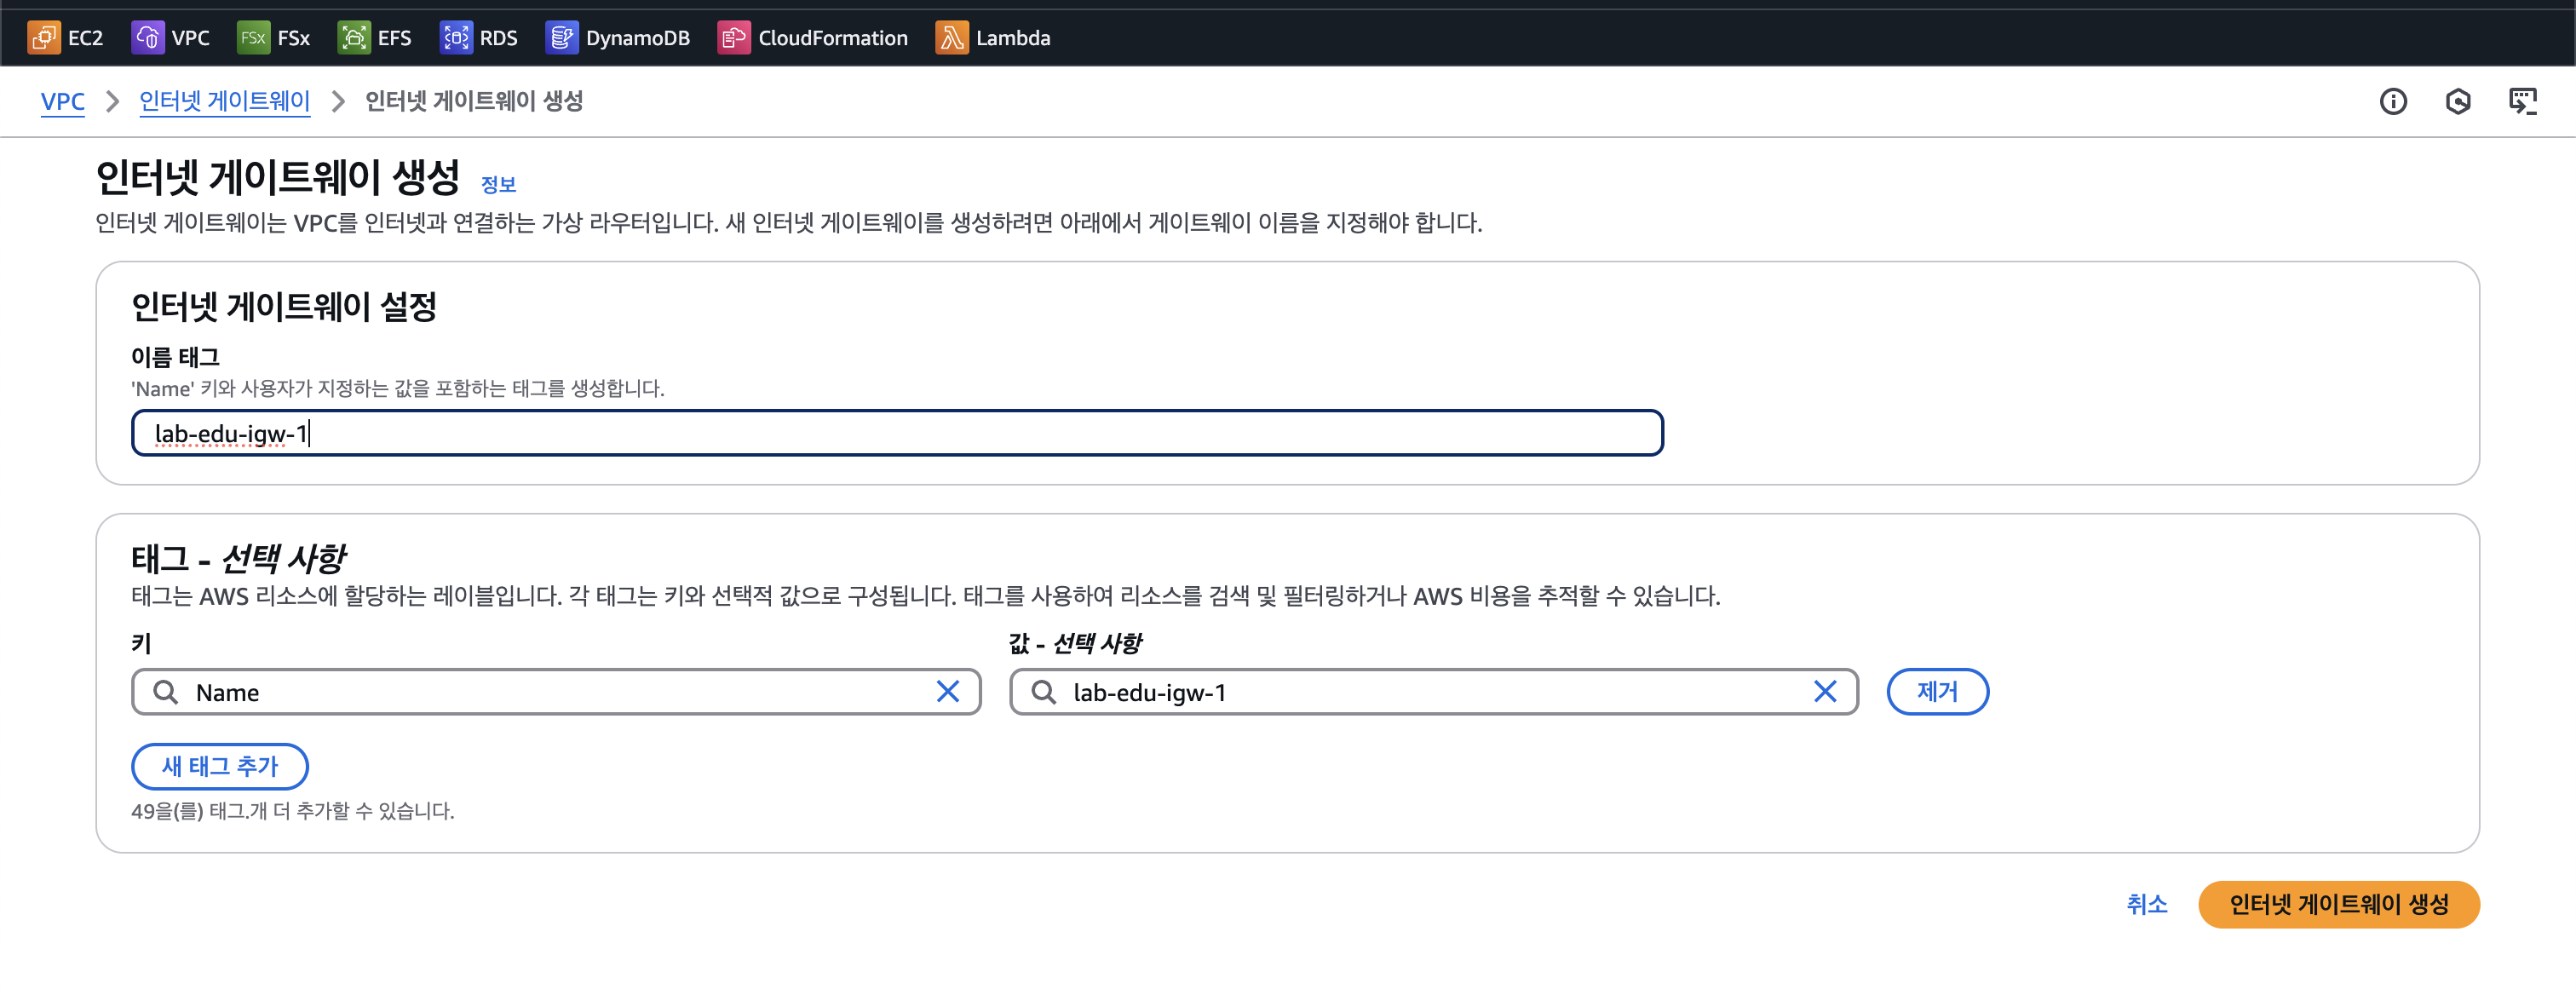 EC2 VPC FSx FSx EFS RDS DynamoDB CloudFormation Lambda
VPC 인터넷 게이트웨이 인터넷 게이트웨이 생성
인터넷 게이트웨이 생성 정보
인터넷 게이트웨이는 VPC를 인터넷과 연결하는 가상 라우터입니다. 새 인터넷 게이트웨이를 생성하려면 아래에서 게이트웨이 이름을 지정해야 합니다.
인터넷 게이트웨이 설정
이름 태그
'Name' 키와 사용자가 지정하는 값을 포함하는 태그를 생성합니다.
lab-edu-igw-1
태그 - 선택 사항
태그는 AWS 리소스에 할당하는 레이블입니다. 각 태그는 키와 선택적 값으로 구성됩니다. 태그를 사용하여 리소스를 검색 및 필터링하거나 AWS 비용을 추적할 수 있습니다.
키 값 - 선택 사항
Name lab-edu-igw-1 제거
새 태그 추가
49을(를) 태그.개 더 추가할 수 있습니다.
취소 인터넷 게이트웨이 생성